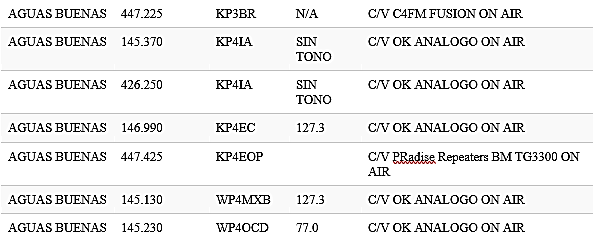 AGUAS BUENAS 447.225 KP3BR N/A C/V C4FM FUSION ON AIR
AGUAS BUENAS 145.370 KP4IA SIN C/V OK ANALOGO ON AIR
TONO
AGUAS BUENAS 426.250 KP4IA SIN C/V OK ANALOGO ON AIR
TONO
AGUAS BUENAS 146.990 KP4EC 127.3 C/V OK ANALOGO ON AIR
AGUAS BUENAS 447.425 KP4EOP C/V PRadise Repeaters BM TG3300 ON
AIR
AGUAS BUENAS 145.130 WP4MXB 127.3 C/V OK ANALOGO ON AIR
AGUAS BUENAS 145.230 WP4OCD 77.0 C/V OK ANALOGO ON AIR